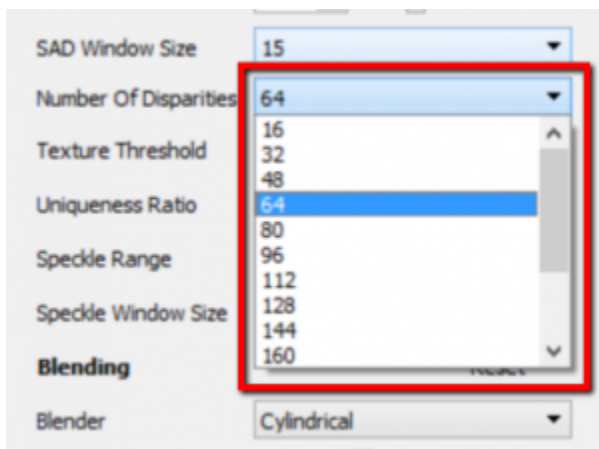 SAD Window Size 15
Number Of Disparities 64
16
Texture Threshold 32
48
Uniqueness Ratio 64
80
Speckle Range 96
112
Speckle Window Size 128
144
Blending 160
Blender Cylindrical